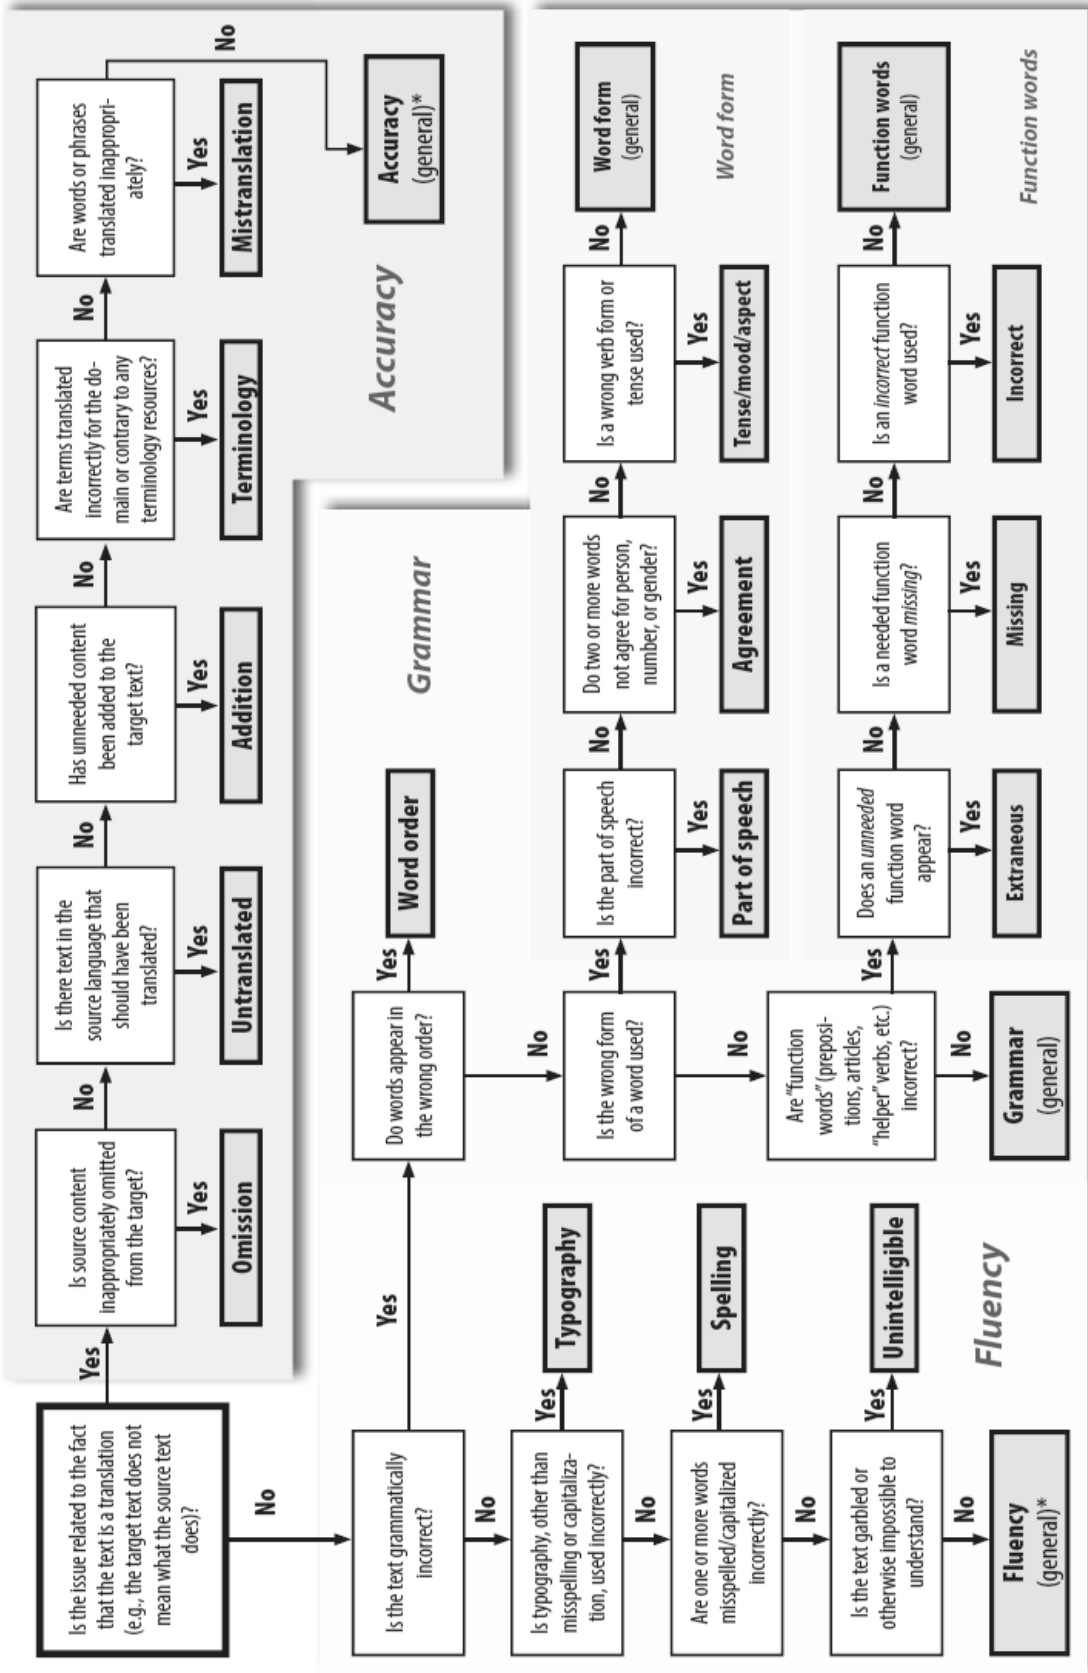 Is the issue related to the fact
that the text is a translation
(e.g., the target text does not
mean what the source text
does)?
Yes
No
Is source content
inappropriately omitted
from the target?
Yes
Omission
No
Is there text in the
source language that
should have been
translated?
Yes
Untranslated
No
Has unneeded content
been added to the
target text?
Yes
Addition
No
Are terms translated
incorrectly for the do-
main or contrary to any
terminology resources?
Yes
Terminology
No
Are words or phrases
translated inappropri-
ately?
Yes
Mistranslation
No
Accuracy
(general)*
Accuracy
Is the text grammatically
incorrect?
Yes
No
Do words appear in
the wrong order?
Yes
Word order
Grammar
No
Is typography, other than
misspelling or capitaliza-
tion, used incorrectly?
Yes
Typography
No
Is the wrong form
of a word used?
Yes
No
Is the part of speech
incorrect?
Yes
Part of speech
No
Do two or more words
not agree for person,
number, or gender?
Yes
Agreement
No
Is a wrong verb form or
tense used?
Yes
Tense/mood/aspect
No
Word form
(general)
Word form
Are one or more words
misspelled/capitalized
incorrectly?
Yes
Spelling
No
Are “function
words” (preposi-
tions, articles,
“helper” verbs, etc.)
incorrect?
Yes
No
Does an unneeded
function word
appear?
Yes
Extraneous
No
Is a needed function
word missing?
Yes
Missing
No
Is an incorrect function
word used?
Yes
Incorrect
No
Function words
(general)
Function words
Is the text garbled or
otherwise impossible to
understand?
Yes
Unintelligible
No
Fluency
(general)*
Fluency
Grammar
(general)